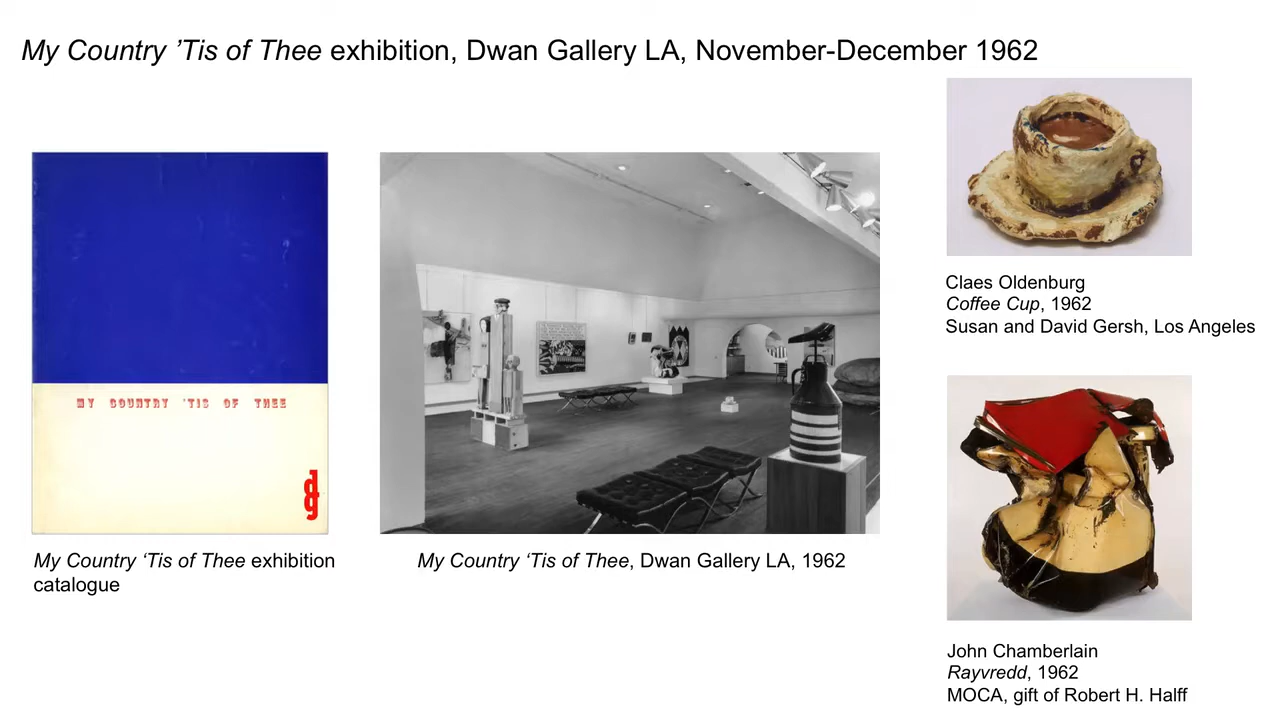 My Country ’Tis of Thee exhibition, Dwan Gallery LA, November-December 1962
MY COUNTRY 'TIS OF THEE
dg
My Country ‘Tis of Thee exhibition
catalogue
My Country ‘Tis of Thee, Dwan Gallery LA, 1962
Claes Oldenburg
Coffee Cup, 1962
Susan and David Gersh, Los Angeles
John Chamberlain
Rayvredd, 1962
MOCA, gift of Robert H. Halff